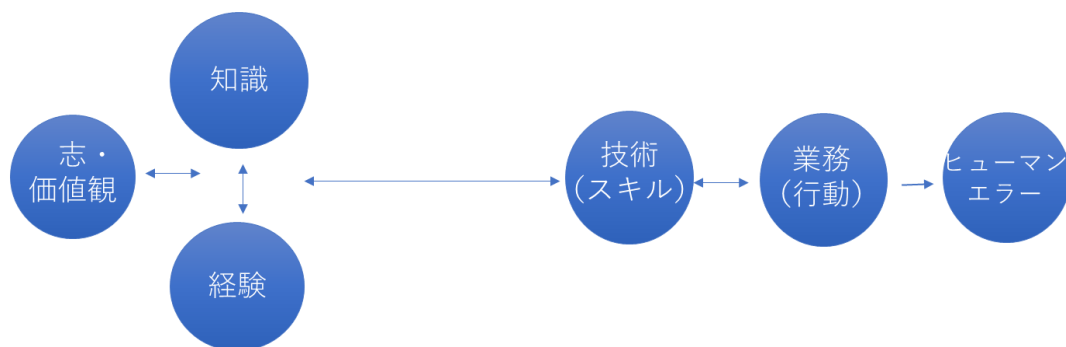 知識
志・
価値観
経験
技術
(スキル)
業務
(行動)
ヒューマン
エラー